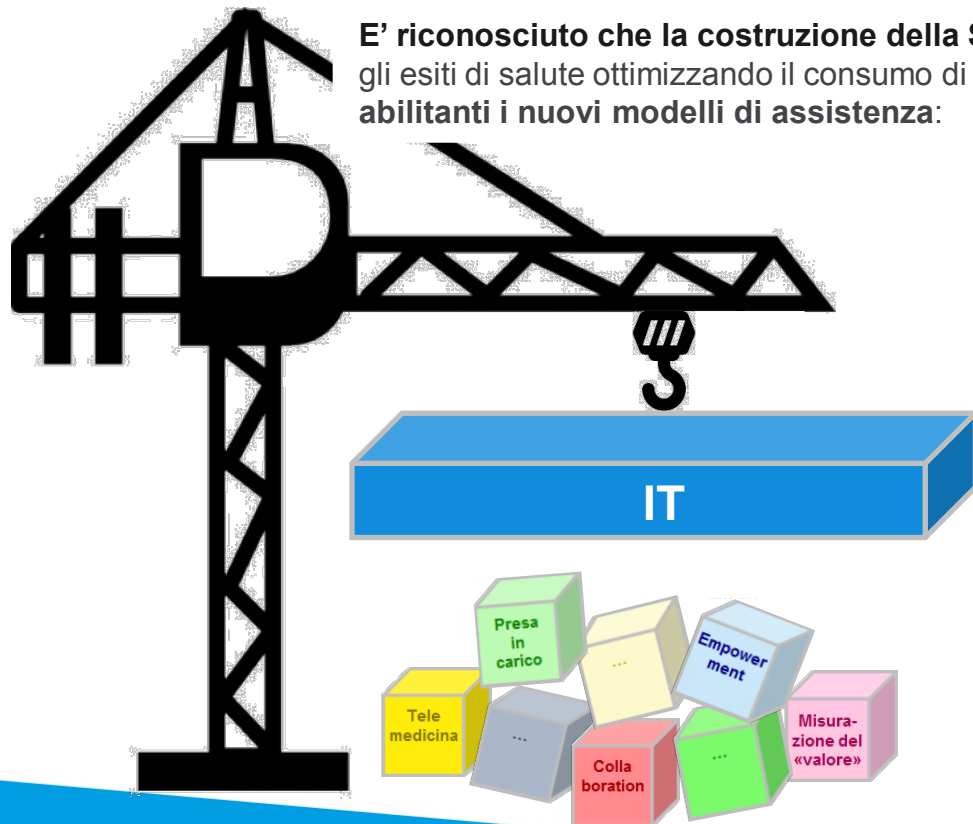 E’ riconosciuto che la costruzione della
gli esiti di salute ottimizzando il consumo di
abilitanti i nuovi modelli di assistenza:
IT
Presa
in
carico
...
Empower
ment
Tele
medicina
...
Colla
boration
...
Misura-
zione del
«valore»